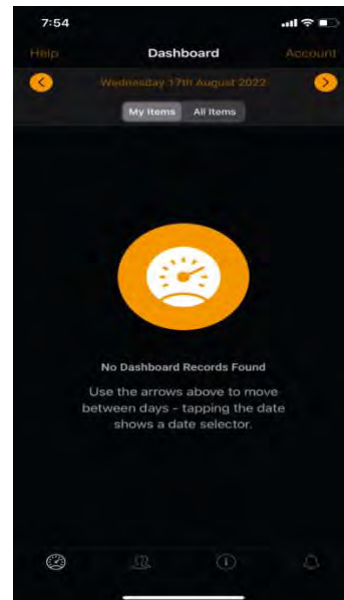 7:54
Help Dashboard Account
Wednesday 17th August 2022
My Items All Items
No Dashboard Records Found
Use the arrows above to move
between days - tapping the date
shows a date selector.